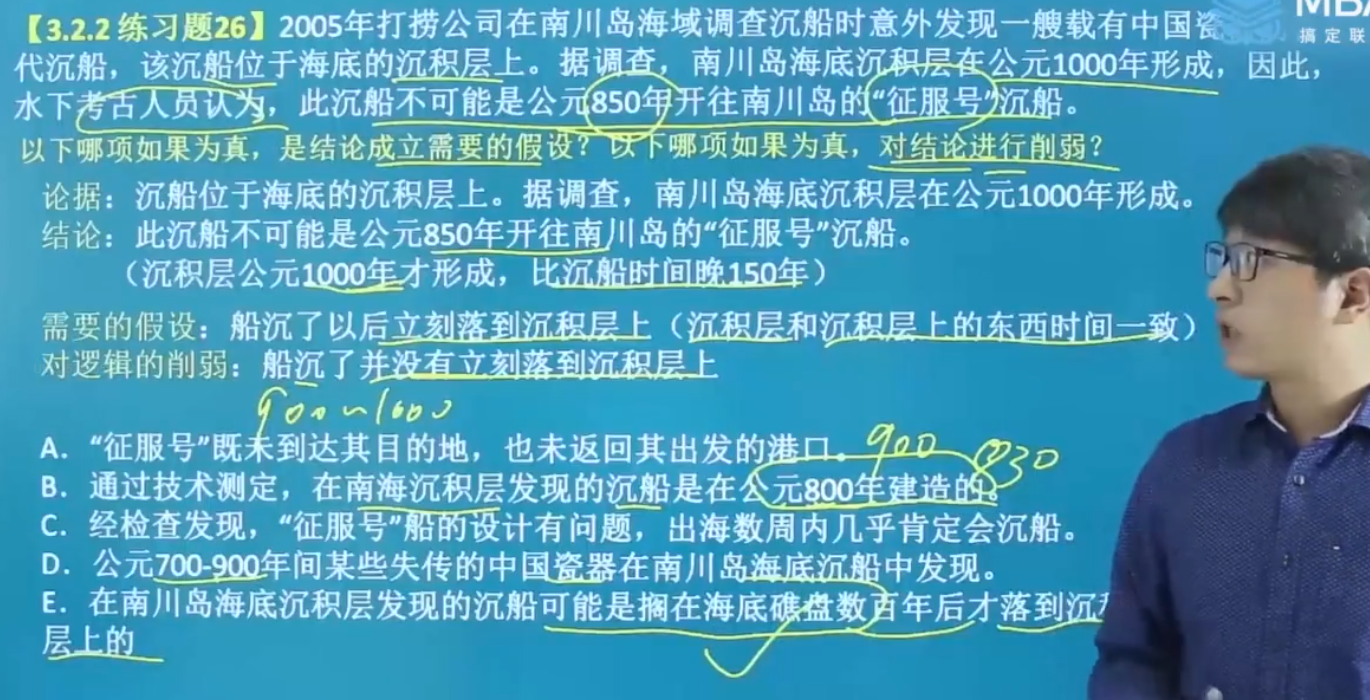 MBA
搞定联
【3.2.2 练习题26】2005年打捞公司在南川岛海域调查沉船时意外发现一艘载有中国瓷
代沉船，该沉船位于海底的沉积层上。据调查，南川岛海底沉积层在公元1000年形成，因此，
水下考古人员认为，此沉船不可能是公元850年开往南川岛的“征服号”沉船。
以下哪项如果为真，是结论成立需要的假设？以下哪项如果为真，对结论进行削弱？
论据：沉船位于海底的沉积层上。据调查，南川岛海底沉积层在公元1000年形成。
结论：此沉船不可能是公元850年开往南川岛的“征服号”沉船。
（沉积层公元1000年才形成，比沉船时间晚150年）
需要的假设：船沉了以后立刻落到沉积层上（沉积层和沉积层上的东西时间一致）
对逻辑的削弱：船沉了并没有立刻落到沉积层上
900~1000
A．“征服号”既未到达其目的地，也未返回其出发的港口。
900 830
B．通过技术测定，在南海沉积层发现的沉船是在公元800年建造的。
C．经检查发现，“征服号”船的设计有问题，出海数周内几乎肯定会沉船。
D．公元700-900年间某些失传的中国瓷器在南川岛海底沉船中发现。
E．在南川岛海底沉积层发现的沉船可能是搁在海底礁盘数百年后才落到沉积
层上的